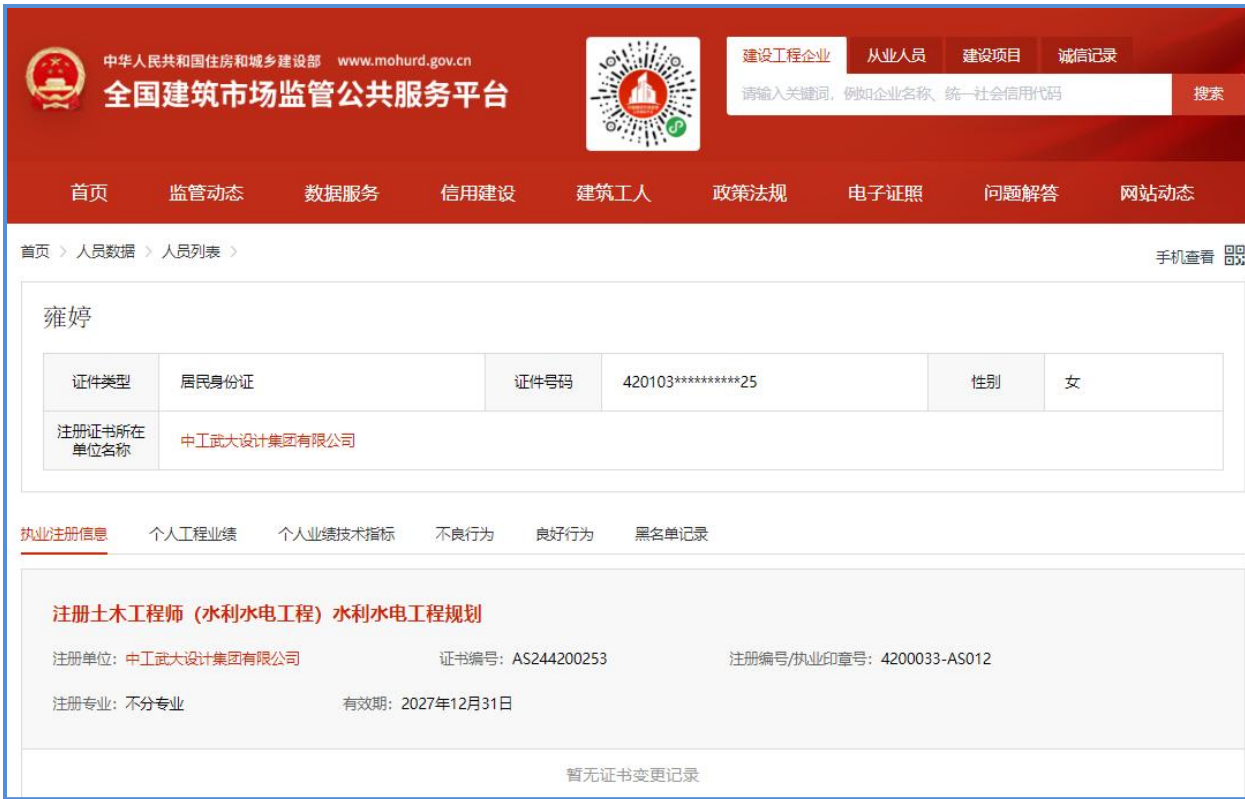 中华人民共和国住房和城乡建设部 www.mohurd.gov.cn
全国建筑市场监管公共服务平台
建设工程企业 从业人员 建设项目 诚信记录
请输入关键词，例如企业名称、统一社会信用代码 搜索
首页 监管动态 数据服务 信用建设 建筑工人 政策法规 电子证照 问题解答 网站动态
首页 > 人员数据 > 人员列表 >
手机查看
雍婷
证件类型 居民身份证 证件号码 420103**********25 性别 女
注册证书所在
单位名称
中工武大设计集团有限公司
执业注册信息 个人工程业绩 个人业绩技术指标 不良行为 良好行为 黑名单记录
注册土木工程师（水利水电工程）水利水电工程规划
注册单位：中工武大设计集团有限公司 证书编号：AS244200253 注册编号/执业印章号：4200033-AS012
注册专业：不分专业 有效期：2027年12月31日
暂无证书变更记录